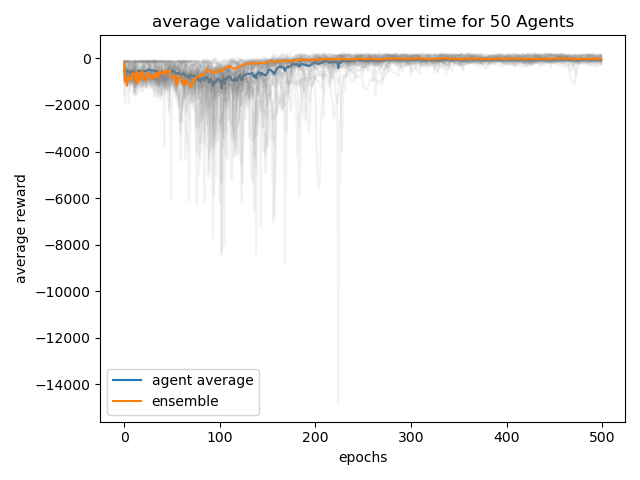 average validation reward over time for 50 Agents
average reward
0
−2000
−4000
−6000
−8000
−10000
−12000
−14000
agent average
ensemble
0 100 200 300 400 500
epochs